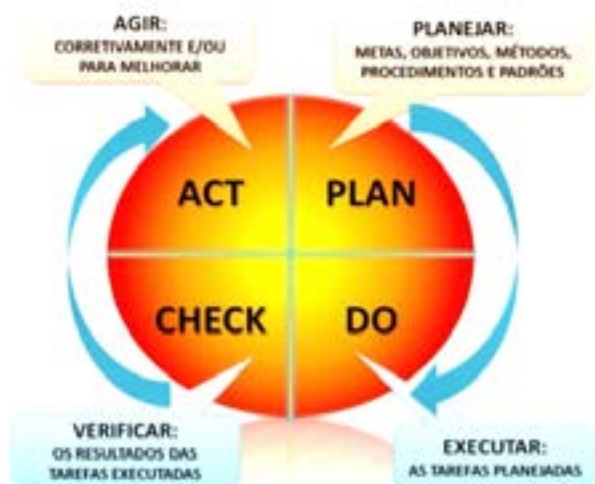 AGIR:
CORRETIVAMENTE E/OU
PARA MELHORAR
PLANEJAR:
METAS, OBJETIVOS, MÉTODOS,
PROCEDIMENTOS E PADRÕES
ACT
PLAN
CHECK
DO
VERIFICAR:
OS RESULTADOS DAS
TAREFAS EXECUTADAS
EXECUTAR:
AS TAREFAS PLANEJADAS